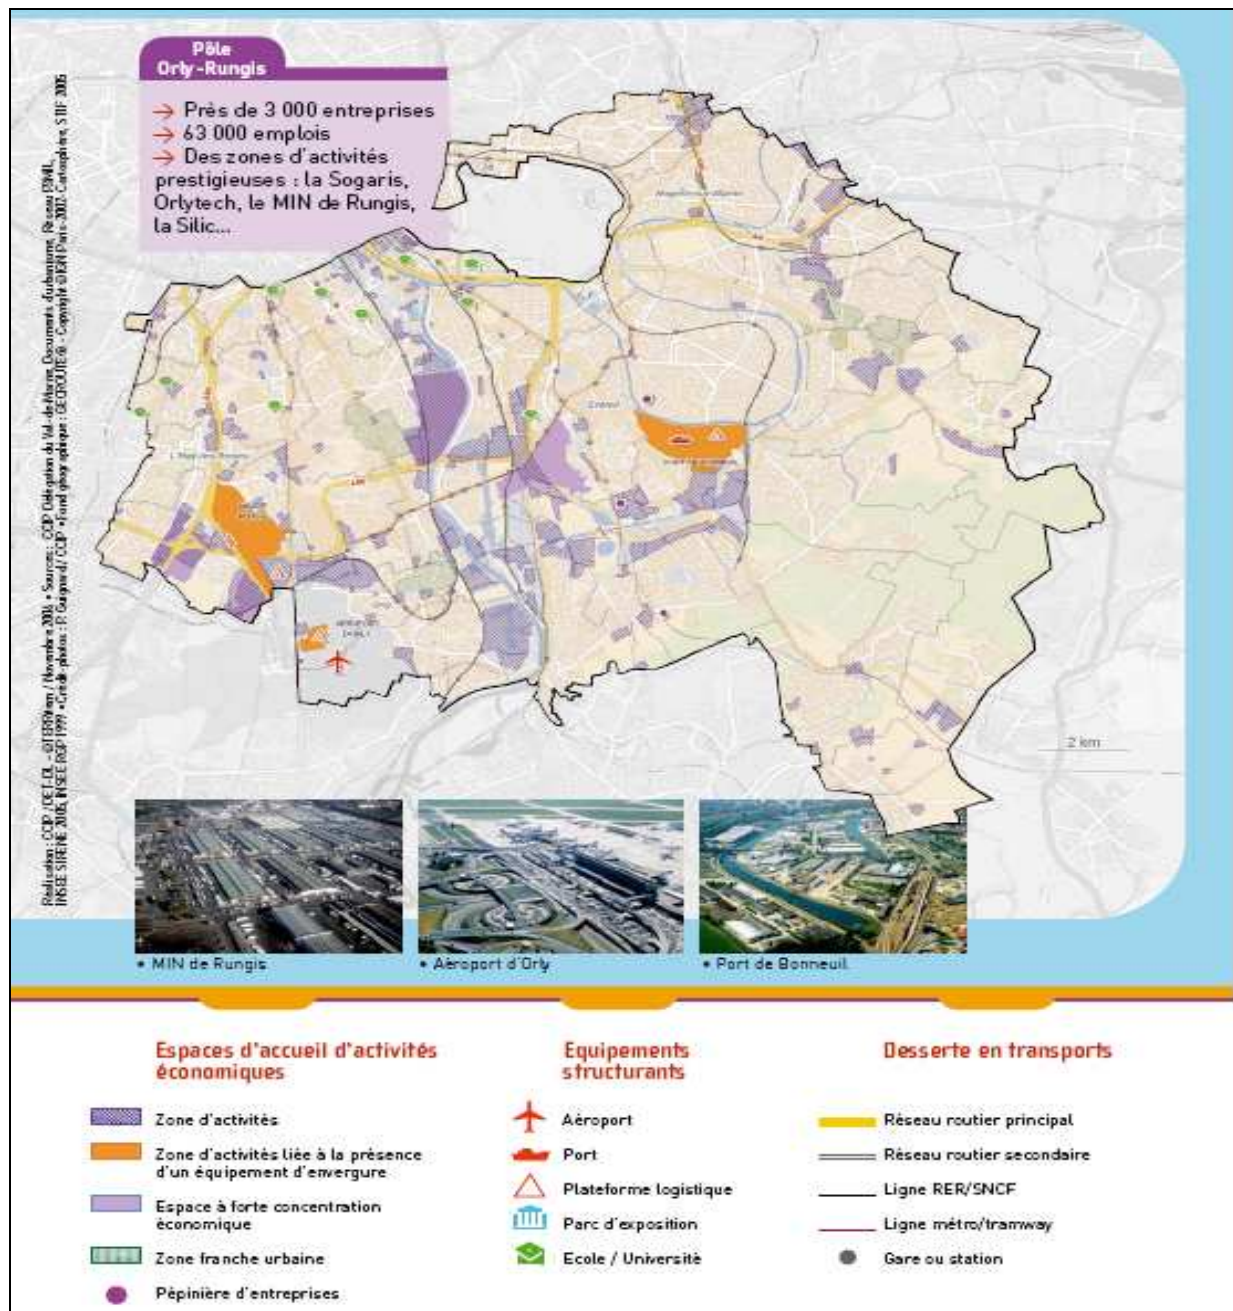 Pôle
Orly-Rungis
→ Près de 3 000 entreprises
→ 63 000 emplois
→ Des zones d'activités
prestigieuses : la Sogaris,
Orlytech, le MIN de Rungis,
la Silic...
2 km
• MIN de Rungis
• Aéroport d'Orly
• Port de Bonneuil
Espaces d'accueil d'activités
économiques
Zone d'activités
Zone d'activités liée à la présence
d'un équipement d'envergure
Espace à forte concentration
économique
Zone franche urbaine
Pépinière d'entreprises
Equipements
structurants
Aéroport
Port
Plateforme logistique
Parc d'exposition
Ecole / Université
Desserte en transports
Réseau routier principal
Réseau routier secondaire
Ligne RER/SNCF
Ligne métro/tramway
Gare ou station